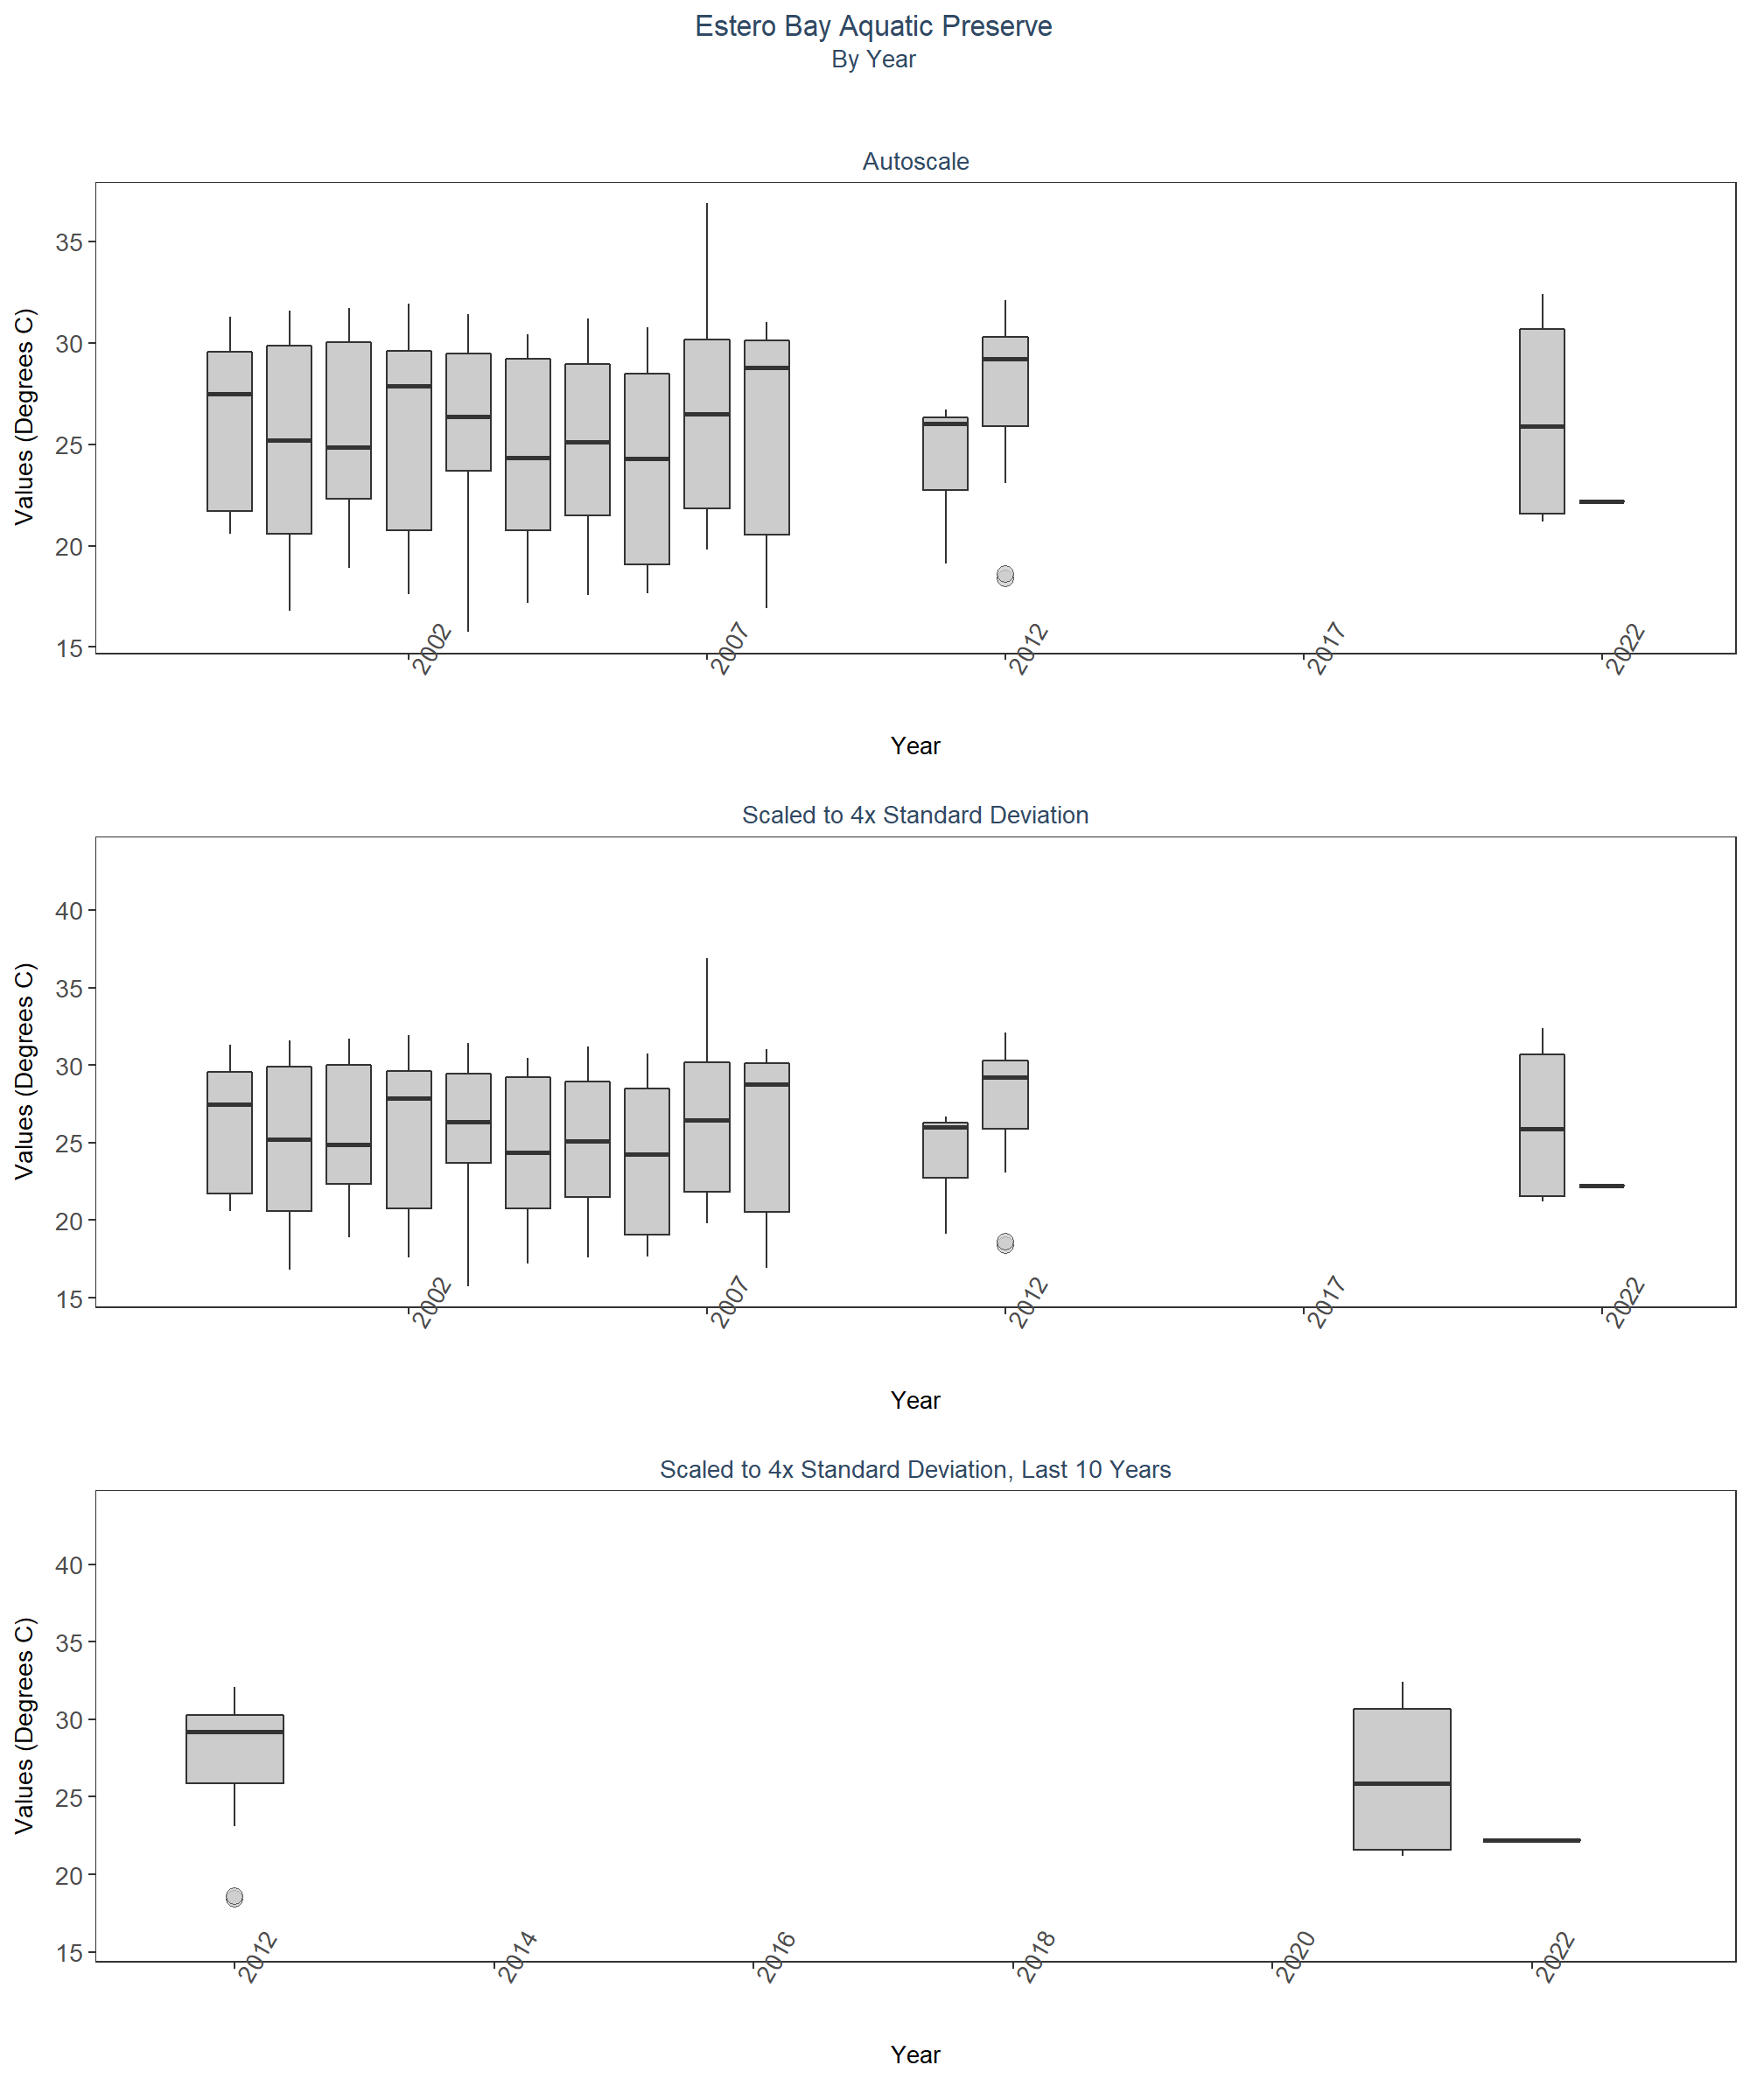 Estero Bay Aquatic Preserve
By Year
Autoscale
Values (Degrees C)
35
30
25
20
15
2002 2007 2012 2017 2022
Year
Scaled to 4x Standard Deviation
Values (Degrees C)
40
35
30
25
20
15
2002 2007 2012 2017 2022
Year
Scaled to 4x Standard Deviation, Last 10 Years
Values (Degrees C)
40
35
30
25
20
15
2012 2014 2016 2018 2020 2022
Year